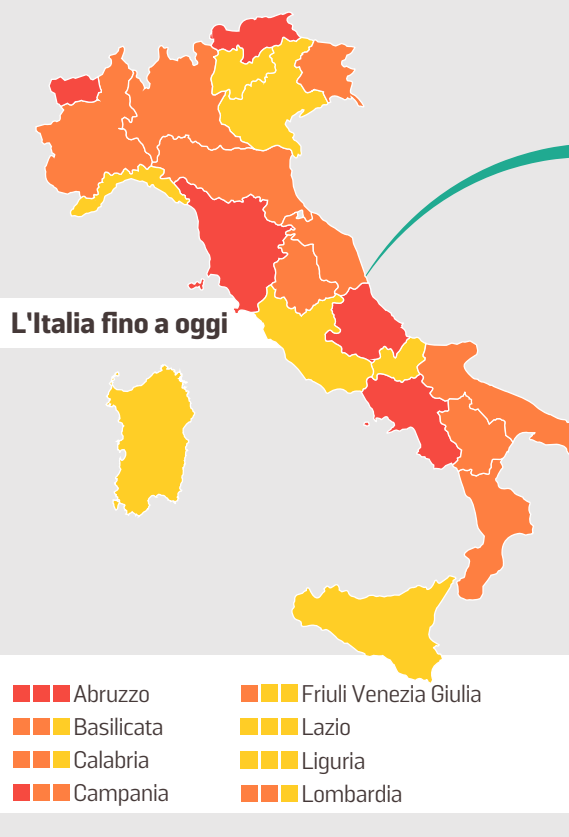 L'Italia fino a oggi
Abruzzo
Basilicata
Calabria
Campania
Friuli Venezia Giulia
Lazio
Liguria
Lombardia